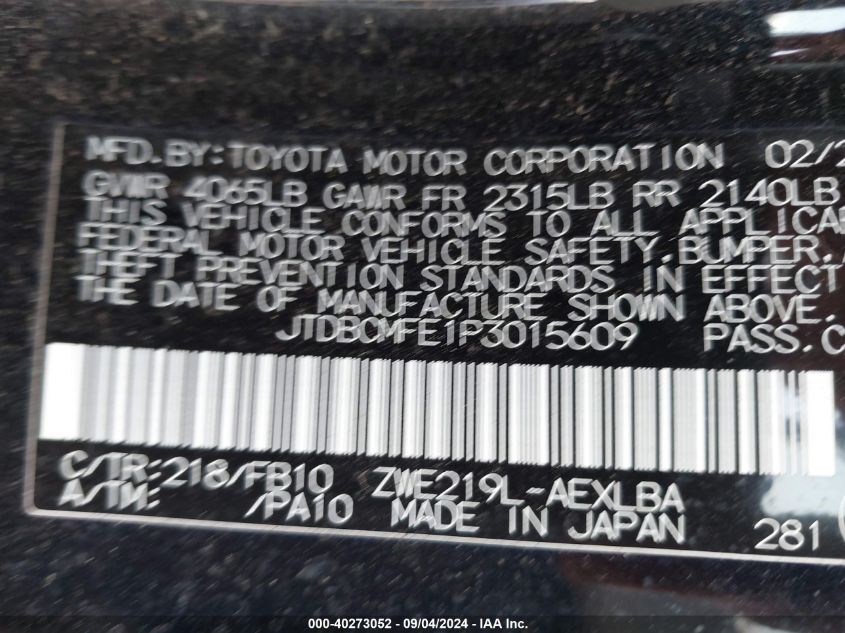 MFD.BY:TOYOTA MOTOR CORPORATION 02/2
GVWR 4065LB GAWR FR 2315LB RR 2140LB
THIS VEHICLE CONFORMS TO ALL APPLICA
FEDERAL MOTOR VEHICLE SAFETY,BUMPER,
THEFT PREVENTION STANDARDS IN EFFECT
THE DATE OF MANUFACTURE SHOWN ABOVE.
JTDBCMFE1P3015609 PASS.C
C/TR:218/FB10 ZWE219L-AEXLBA
A/TM: /PA10 MADE IN JAPAN 281
000-40273052 - 09/04/2024 - IAA Inc.